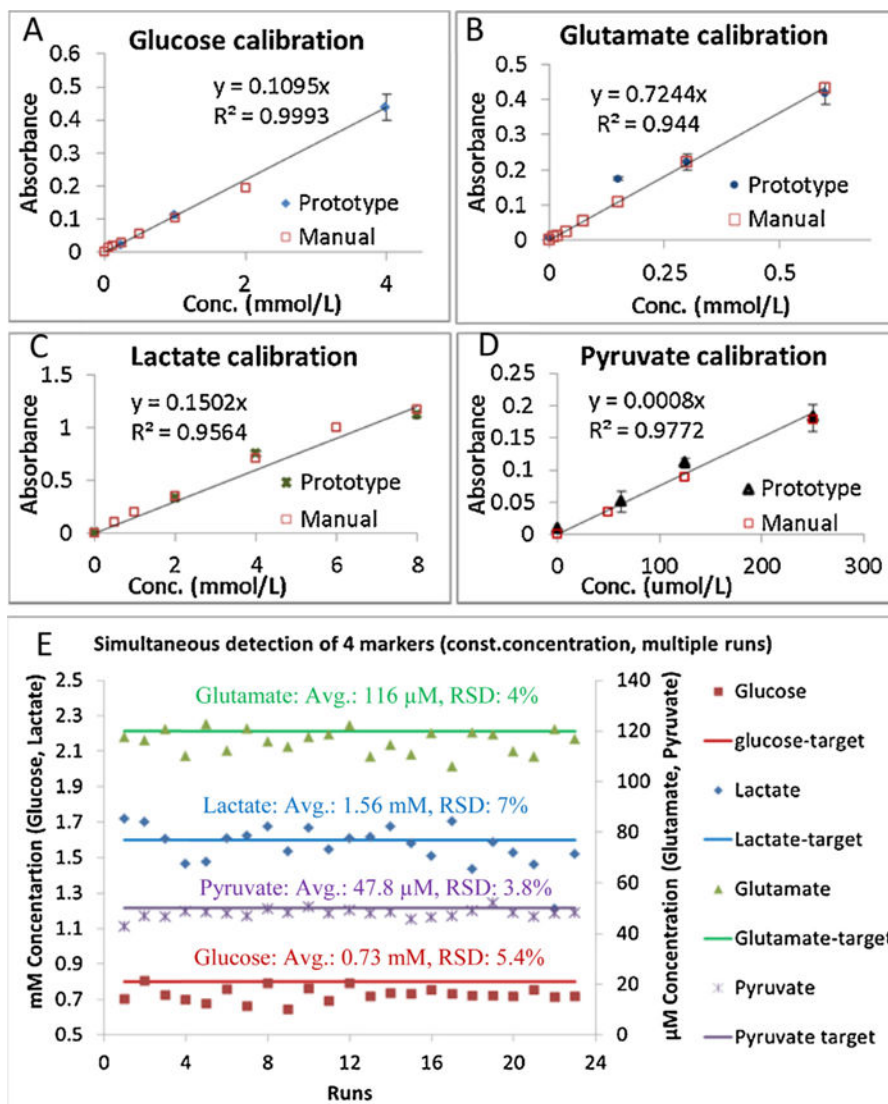 A
Glucose calibration
0.6
0.5
0.4
0.3
0.2
0.1
0
y = 0.1095x
R² = 0.9993
Absorbance
Prototype
Manual
0
2
4
Conc. (mmol/L)
B
Glutamate calibration
0.5
0.4
0.3
0.2
0.1
0
y = 0.7244x
R² = 0.944
Absorbance
Prototype
Manual
0
0.25
0.5
Conc. (mmol/L)
C
Lactate calibration
1.5
1
0.5
0
y = 0.1502x
R² = 0.9564
Absorbance
Prototype
Manual
0
2
4
6
8
Conc. (mmol/L)
D
Pyruvate calibration
0.25
0.2
0.15
0.1
0.05
0
y = 0.0008x
R² = 0.9772
Absorbance
Prototype
Manual
0
100
200
300
Conc. (umol/L)
E
Simultaneous detection of 4 markers (const.concentration, multiple runs)
mM Concentartion (Glucose, Lactate)
2.5
2.3
2.1
1.9
1.7
1.5
1.3
1.1
0.9
0.7
0.5
Glutamate: Avg.: 116 µM, RSD: 4%
Lactate: Avg.: 1.56 mM, RSD: 7%
Pyruvate: Avg.: 47.8 µM, RSD: 3.8%
Glucose: Avg.: 0.73 mM, RSD: 5.4%
140
120
100
80
60
40
20
0
µM Concentration (Glutamate, Pyruvate)
0
4
8
12
16
20
24
Runs
Glucose
glucose-target
Lactate
Lactate-target
Glutamate
Glutamate-target
Pyruvate
Pyruvate target